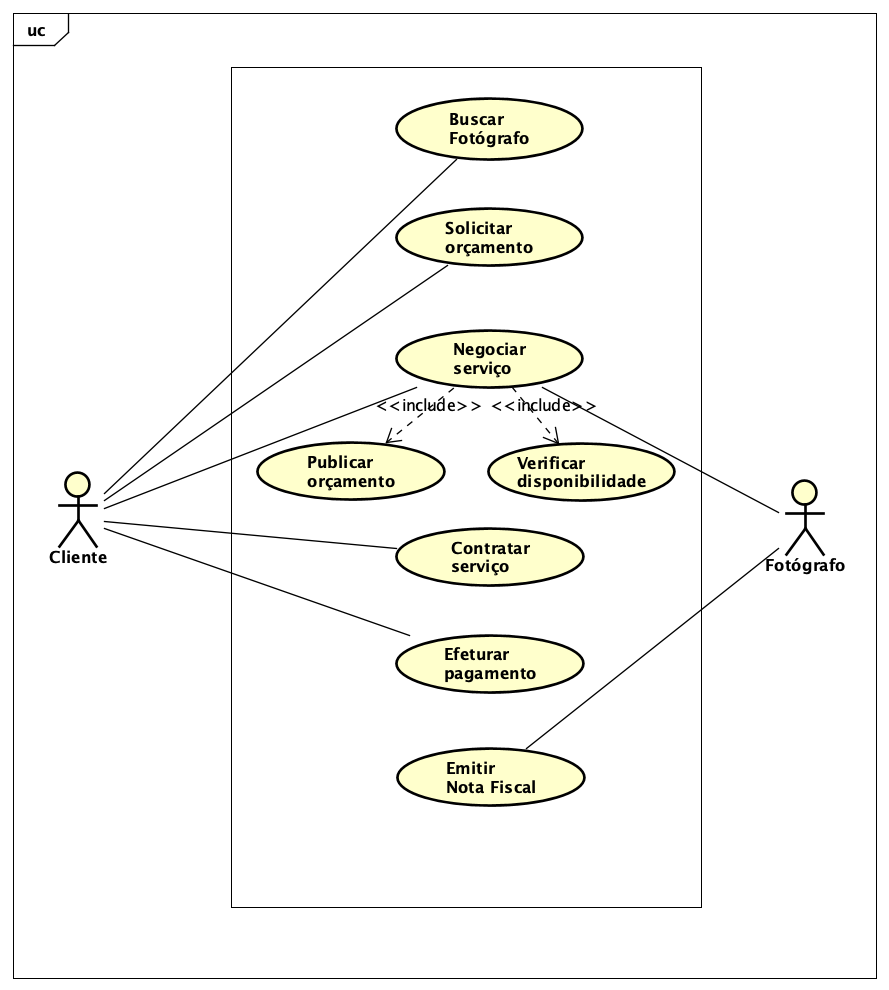 uc
Buscar
Fotógrafo
Solicitar
orçamento
Negociar
serviço
<<include>>
<<include>>
Publicar
orçamento
Verificar
disponibilidade
Cliente
Contratar
serviço
Fotógrafo
Efeturar
pagamento
Emitir
Nota Fiscal